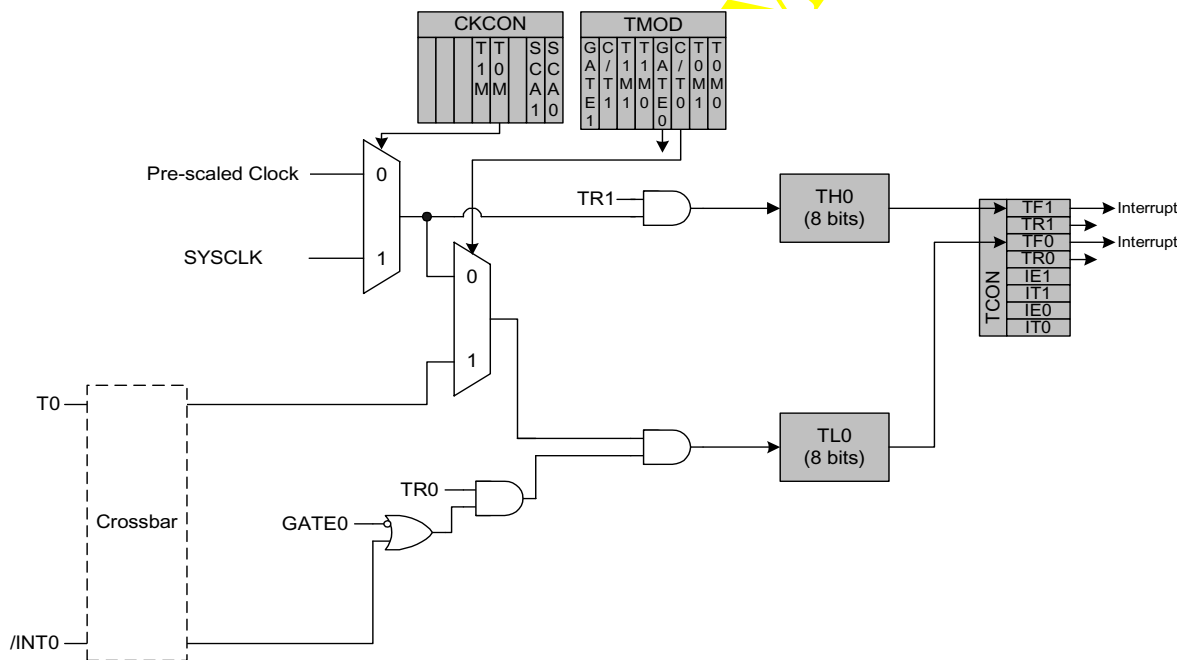 CKCON
T1M
T0M
SCA1
SCA0
TMOD
GATE1
C/T1
T1M1
T1M0
GATE0
C/T0
T0M1
T0M0
Pre-scaled Clock
0
SYSCLK
1
TR1
TH0
(8 bits)
TCON
TF1
TR1
TF0
TR0
IE1
IT1
IE0
IT0
Interrupt
Interrupt
0
1
T0
Crossbar
/INT0
TR0
GATE0
TL0
(8 bits)